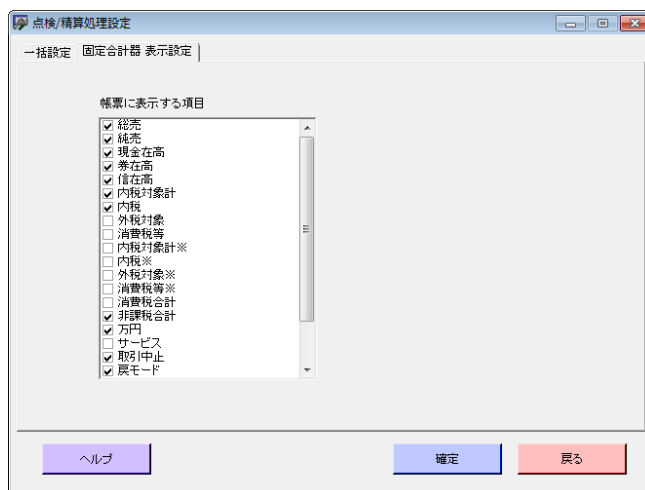 点検/精算処理設定
一括設定 固定合計器 表示設定
帳票に表示する項目
総売
純売
現金在高
券在高
信在高
内税対象計
内税
外税対象
消費税等
内税対象計※
内税※
外税対象※
消費税等※
消費税合計
非課税合計
万円
サービス
取引中止
戻モード
ヘルプ 確定 戻る